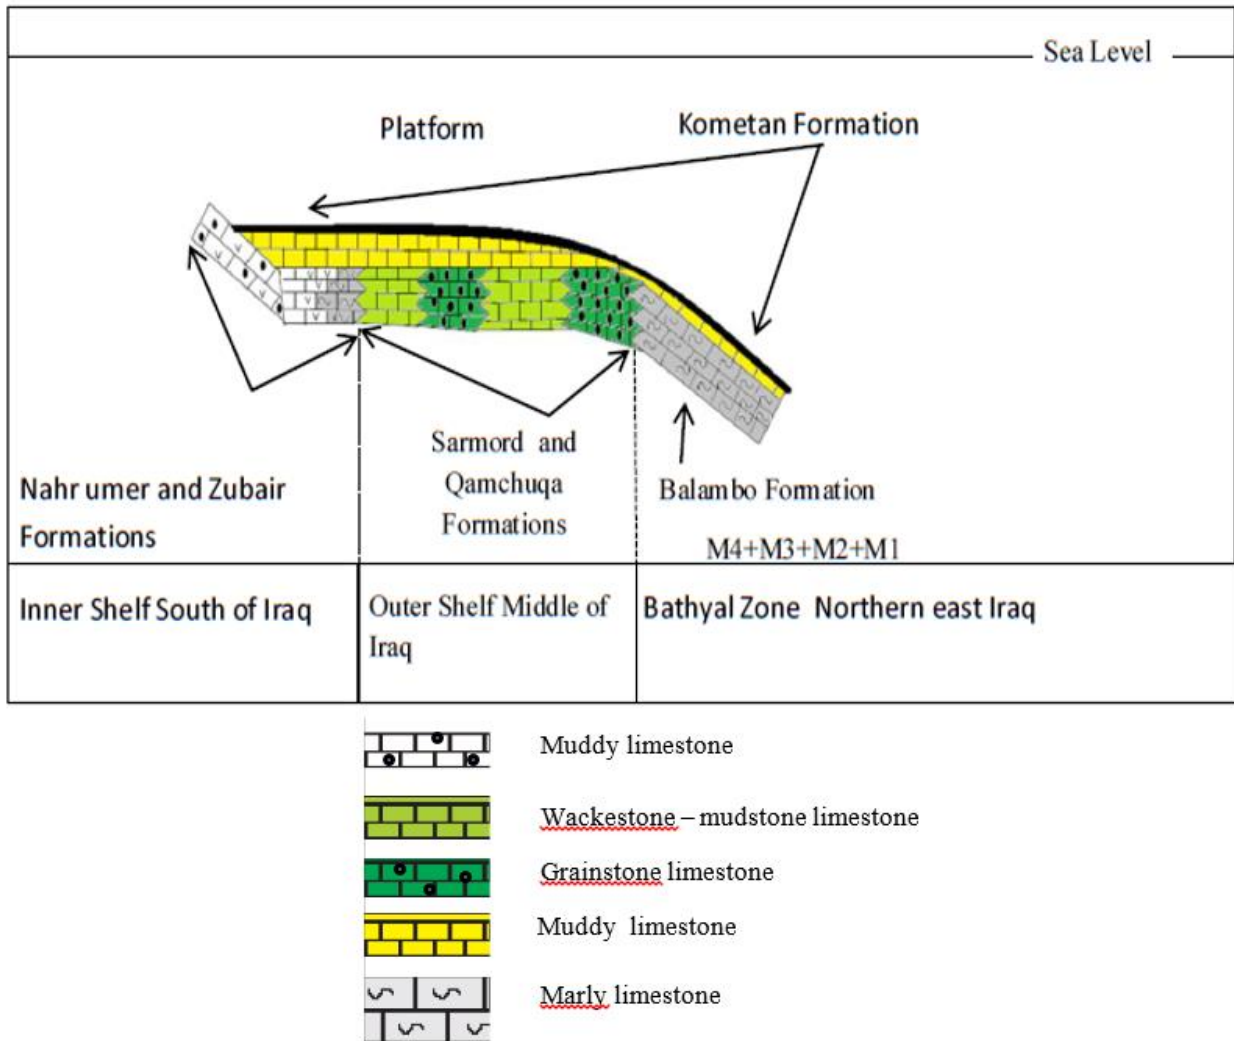 Sea Level
Platform
Kometan Formation
Nahr umer and Zubair
Formations
Sarmord and
Qamchuqa
Formations
Balambo Formation
M4+M3+M2+M1
Inner Shelf South of Iraq
Outer Shelf Middle of
Iraq
Bathyal Zone Northern east Iraq
Muddy limestone
Wackestone – mudstone limestone
Grainstone limestone
Muddy limestone
Marly limestone